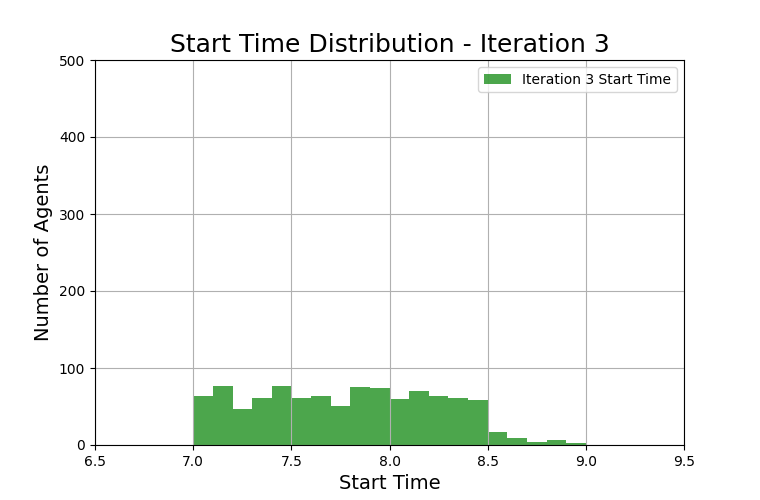 Start Time Distribution - Iteration 3
Iteration 3 Start Time
Number of Agents
500
400
300
200
100
0
6.5 7.0 7.5 8.0 8.5 9.0 9.5
Start Time